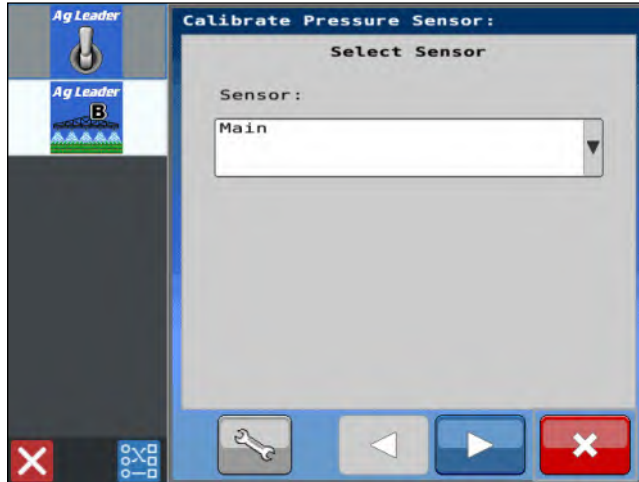 Ag Leader
Calibrate Pressure Sensor:
Select Sensor
Ag Leader
B
Sensor:
Main